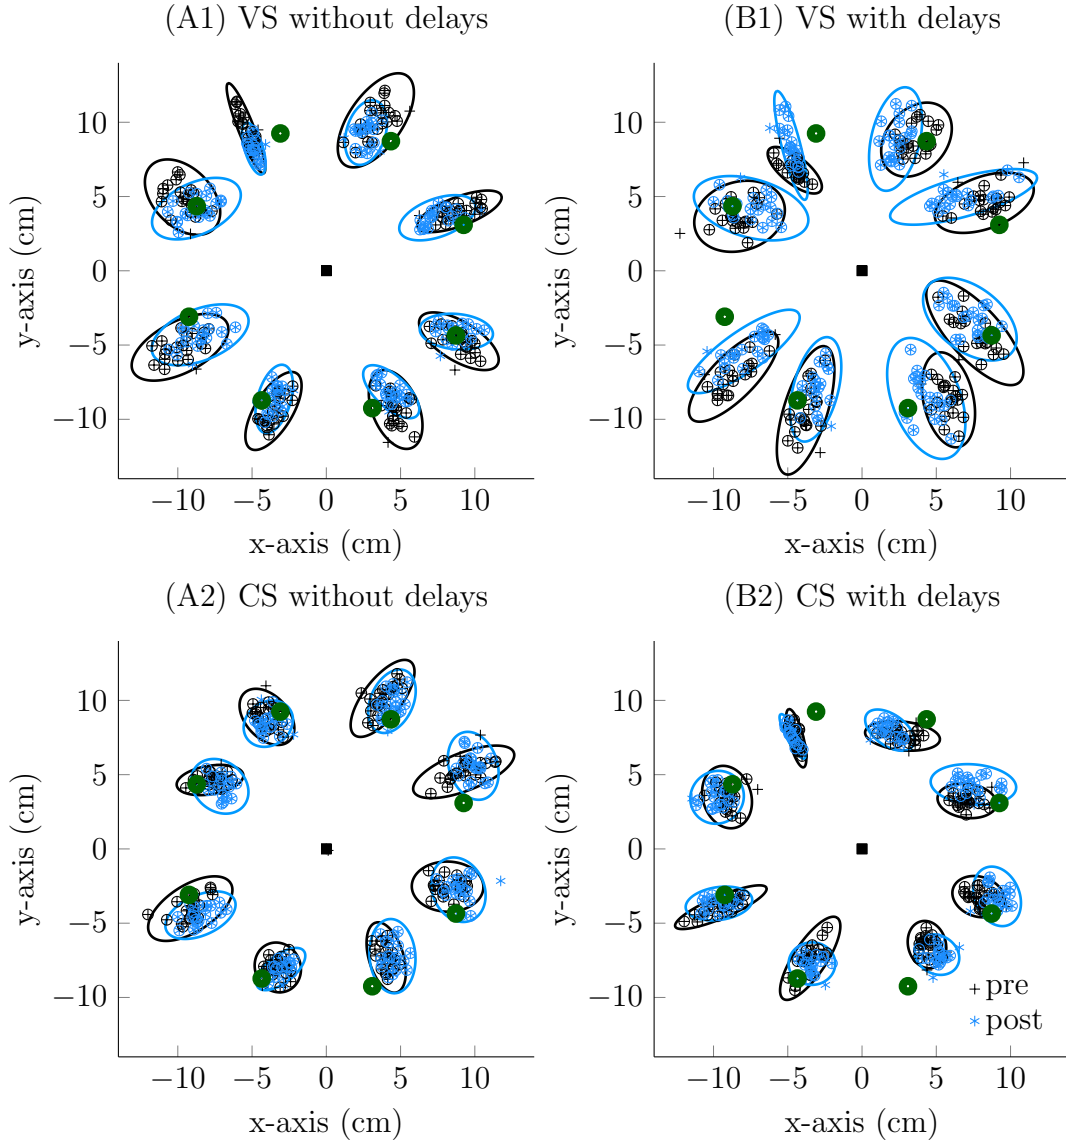 (A1) VS without delays
(B1) VS with delays
y-axis (cm)
10
5
0
−5
−10
−10 −5 0 5 10
x-axis (cm)
y-axis (cm)
10
5
0
−5
−10
−10 −5 0 5 10
x-axis (cm)
(A2) CS without delays
(B2) CS with delays
y-axis (cm)
10
5
0
−5
−10
−10 −5 0 5 10
x-axis (cm)
y-axis (cm)
10
5
0
−5
−10
−10 −5 0 5 10
x-axis (cm)
pre
post